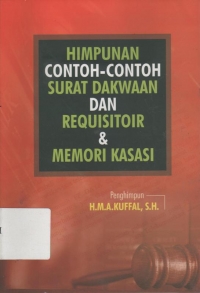 HIMPUNAN
CONTOH-CONTOH
SURAT DAKWAAN
DAN
REQUISITOIR
&
MEMORI KASASI
Penghimpun
H.M.A.KUFFAL, S.H.